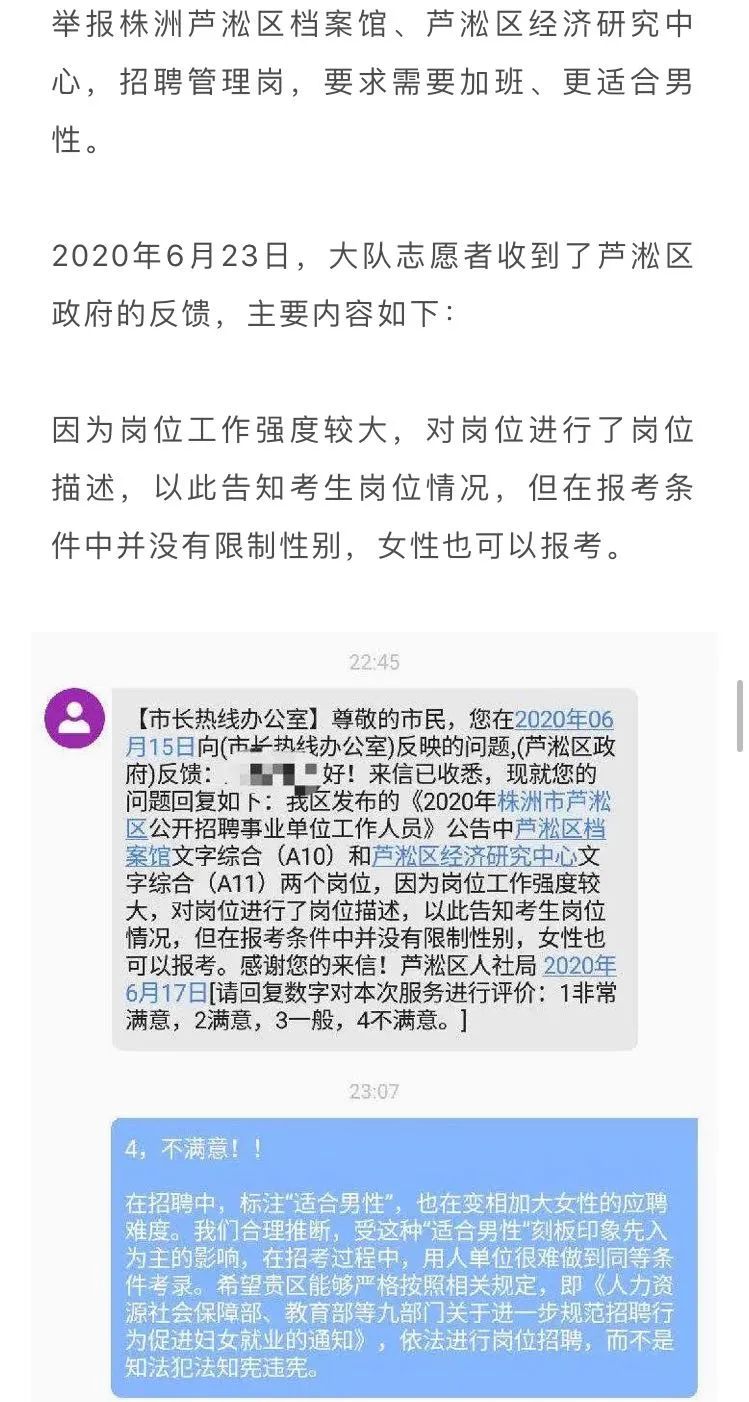 举报株洲芦淞区档案馆、芦淞区经济研究中
心，招聘管理岗，要求需要加班、更适合男
性。
2020年6月23日，大队志愿者收到了芦淞区
政府的反馈，主要内容如下：
因为岗位工作强度较大，对岗位进行了岗位
描述，以此告知考生岗位情况，但在报考条
件中并没有限制性别，女性也可以报考。
22:45
【市长热线办公室】尊敬的市民，您在2020年06
月15日向(市长热线办公室)反映的问题,(芦淞区政
府)反馈：好！来信已收悉，现就您的
问题回复如下：我区发布的《2020年株洲市芦淞
区公开招聘事业单位工作人员》公告中芦淞区档
案馆文字综合（A10）和芦淞区经济研究中心文
字综合（A11）两个岗位，因为岗位工作强度较
大，对岗位进行了岗位描述，以此告知考生岗位
情况，但在报考条件中并没有限制性别，女性也
可以报考。感谢您的来信！芦淞区人社局 2020年
6月17日[请回复数字对本次服务进行评价：1非常
满意，2满意，3一般，4不满意。]
23:07
4，不满意！！
在招聘中，标注“适合男性”，也在变相加大女性的应聘
难度。我们合理推断，受这种“适合男性”刻板印象先入
为主的影响，在招考过程中，用人单位很难做到同等条
件考录。希望贵区能够严格按照相关规定，即《人力资
源社会保障部、教育部等九部门关于进一步规范招聘行
为促进妇女就业的通知》，依法进行岗位招聘，而不是
知法犯法知宪违宪。